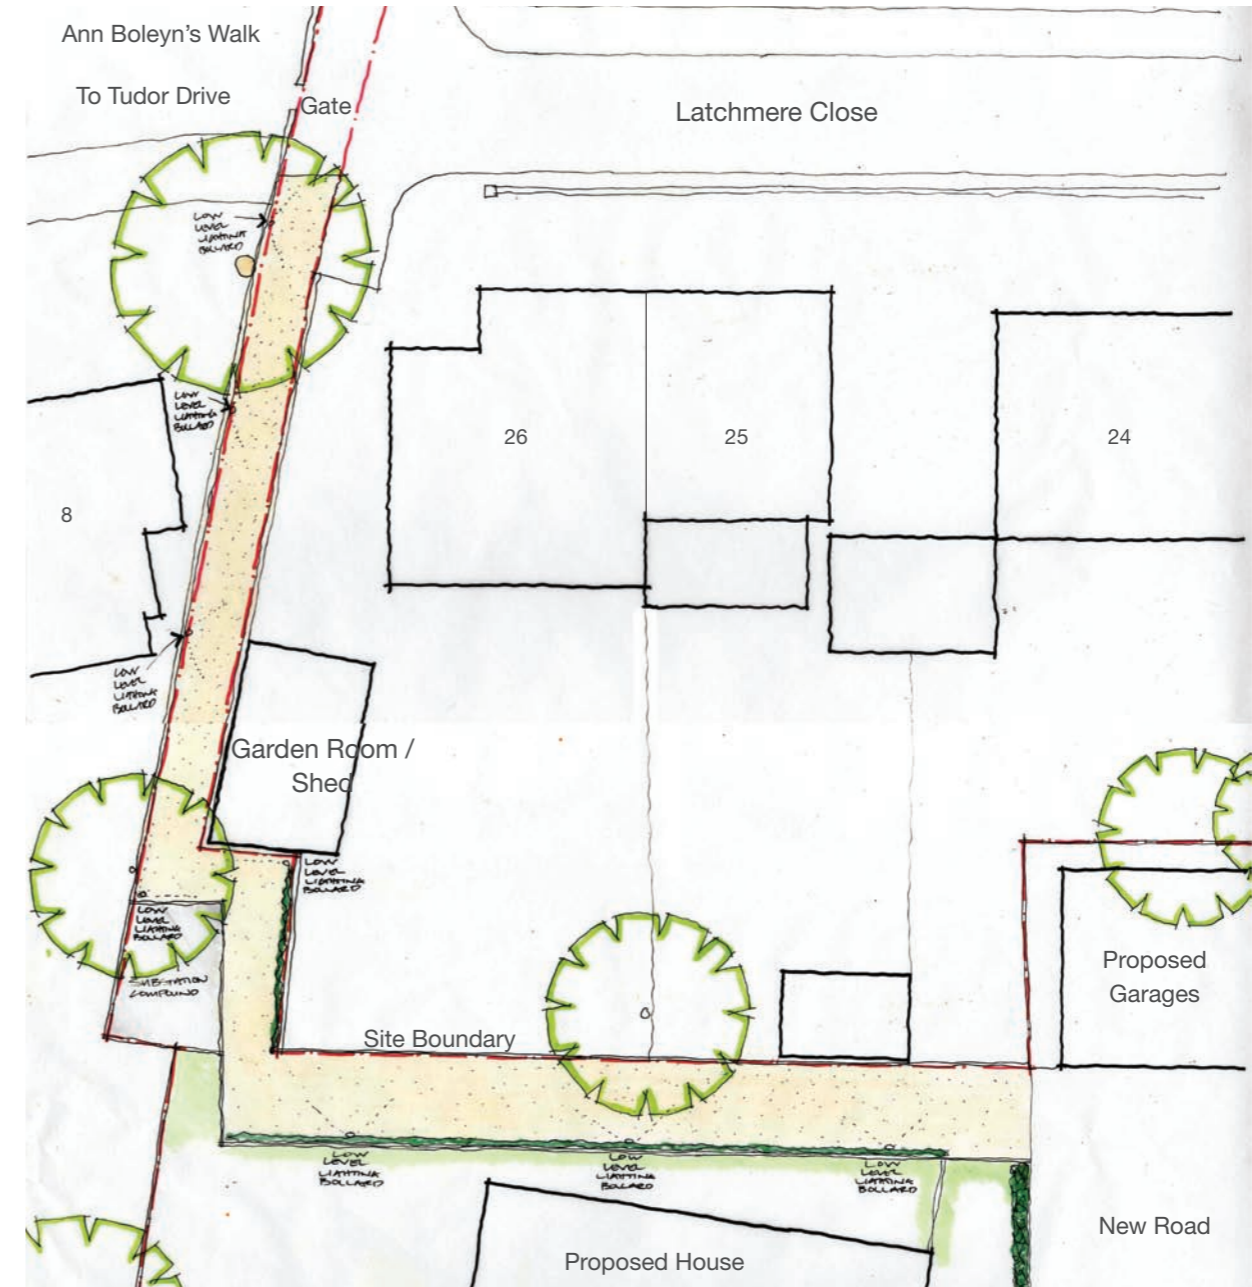 Ann Boleyn's Walk
To Tudor Drive
Gate
Latchmere Close
LOW
LEVEL
LIGHTING
BOLLARD
LOW
LEVEL
LIGHTING
BOLLARD
26
25
24
8
LOW
LEVEL
LIGHTING
BOLLARD
Garden Room /
Shed
LOW
LEVEL
LIGHTING
BOLLARD
LOW
LEVEL
LIGHTING
BOLLARD
SUBSTATION
COMPOUND
Proposed
Garages
Site Boundary
LOW
LEVEL
LIGHTING
BOLLARD
LOW
LEVEL
LIGHTING
BOLLARD
LOW
LEVEL
LIGHTING
BOLLARD
New Road
Proposed House